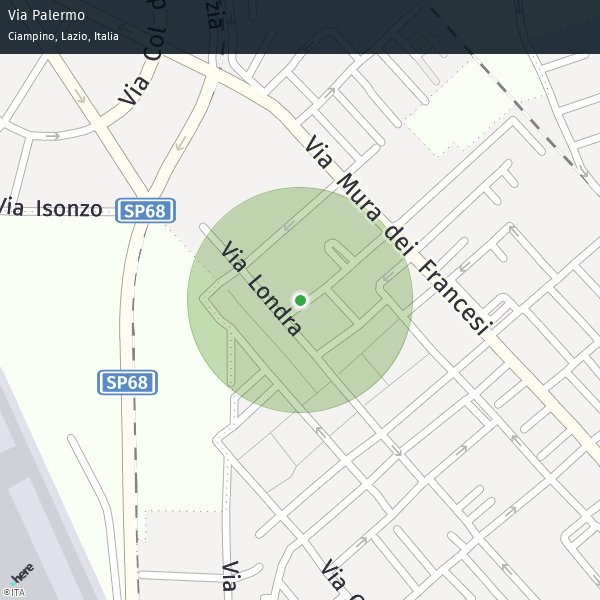 Via Palermo
Ciampino, Lazio, Italia
Via Col
zia
Via Mura dei Francesi
Via Isonzo
SP68
Via Londra
SP68
Via
Via
here
©ITA